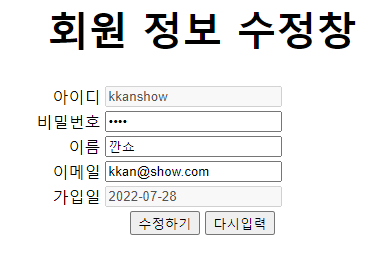 회원 정보 수정창
아이디 kkanshow
비밀번호 ••••
이름 깐쇼
이메일 kkan@show.com
가입일 2022-07-28
수정하기 다시입력